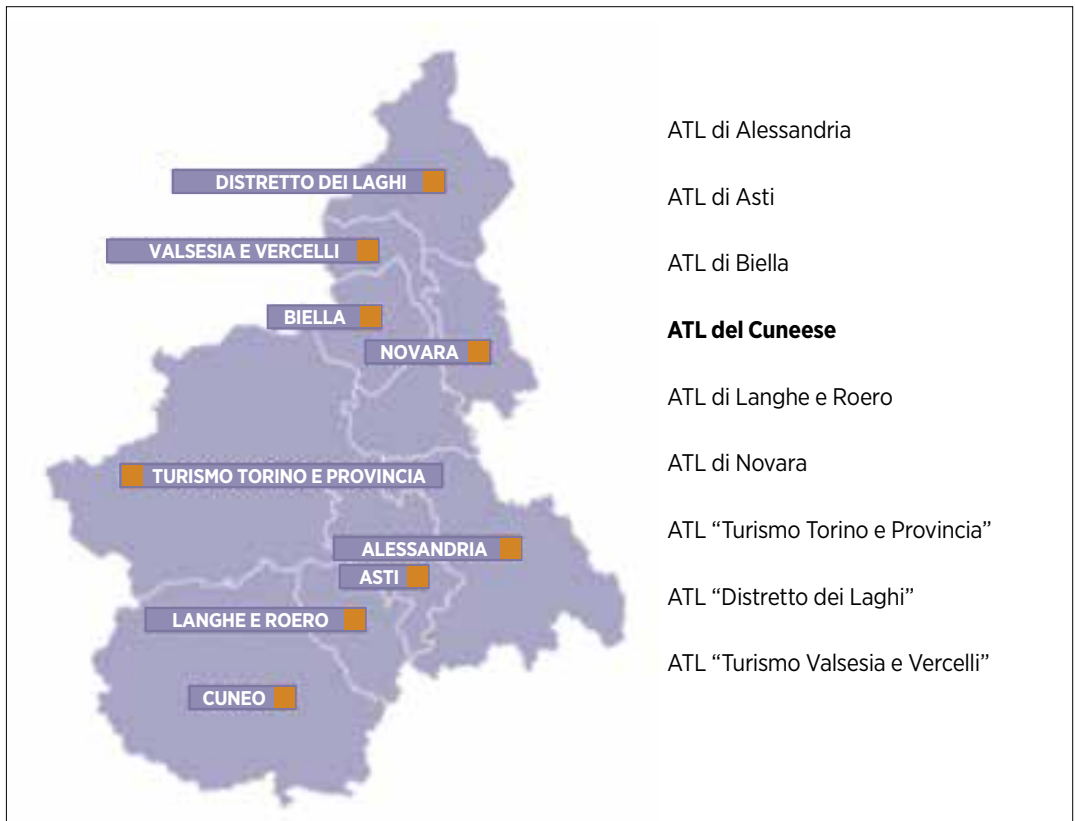 DISTRETTO DEI LAGHI
VALSESIA E VERCELLI
BIELLA
NOVARA
TURISMO TORINO E PROVINCIA
ALESSANDRIA
ASTI
LANGHE E ROERO
CUNEO
ATL di Alessandria
ATL di Asti
ATL di Biella
ATL del Cuneese
ATL di Langhe e Roero
ATL di Novara
ATL “Turismo Torino e Provincia”
ATL “Distretto dei Laghi”
ATL “Turismo Valsesia e Vercelli”